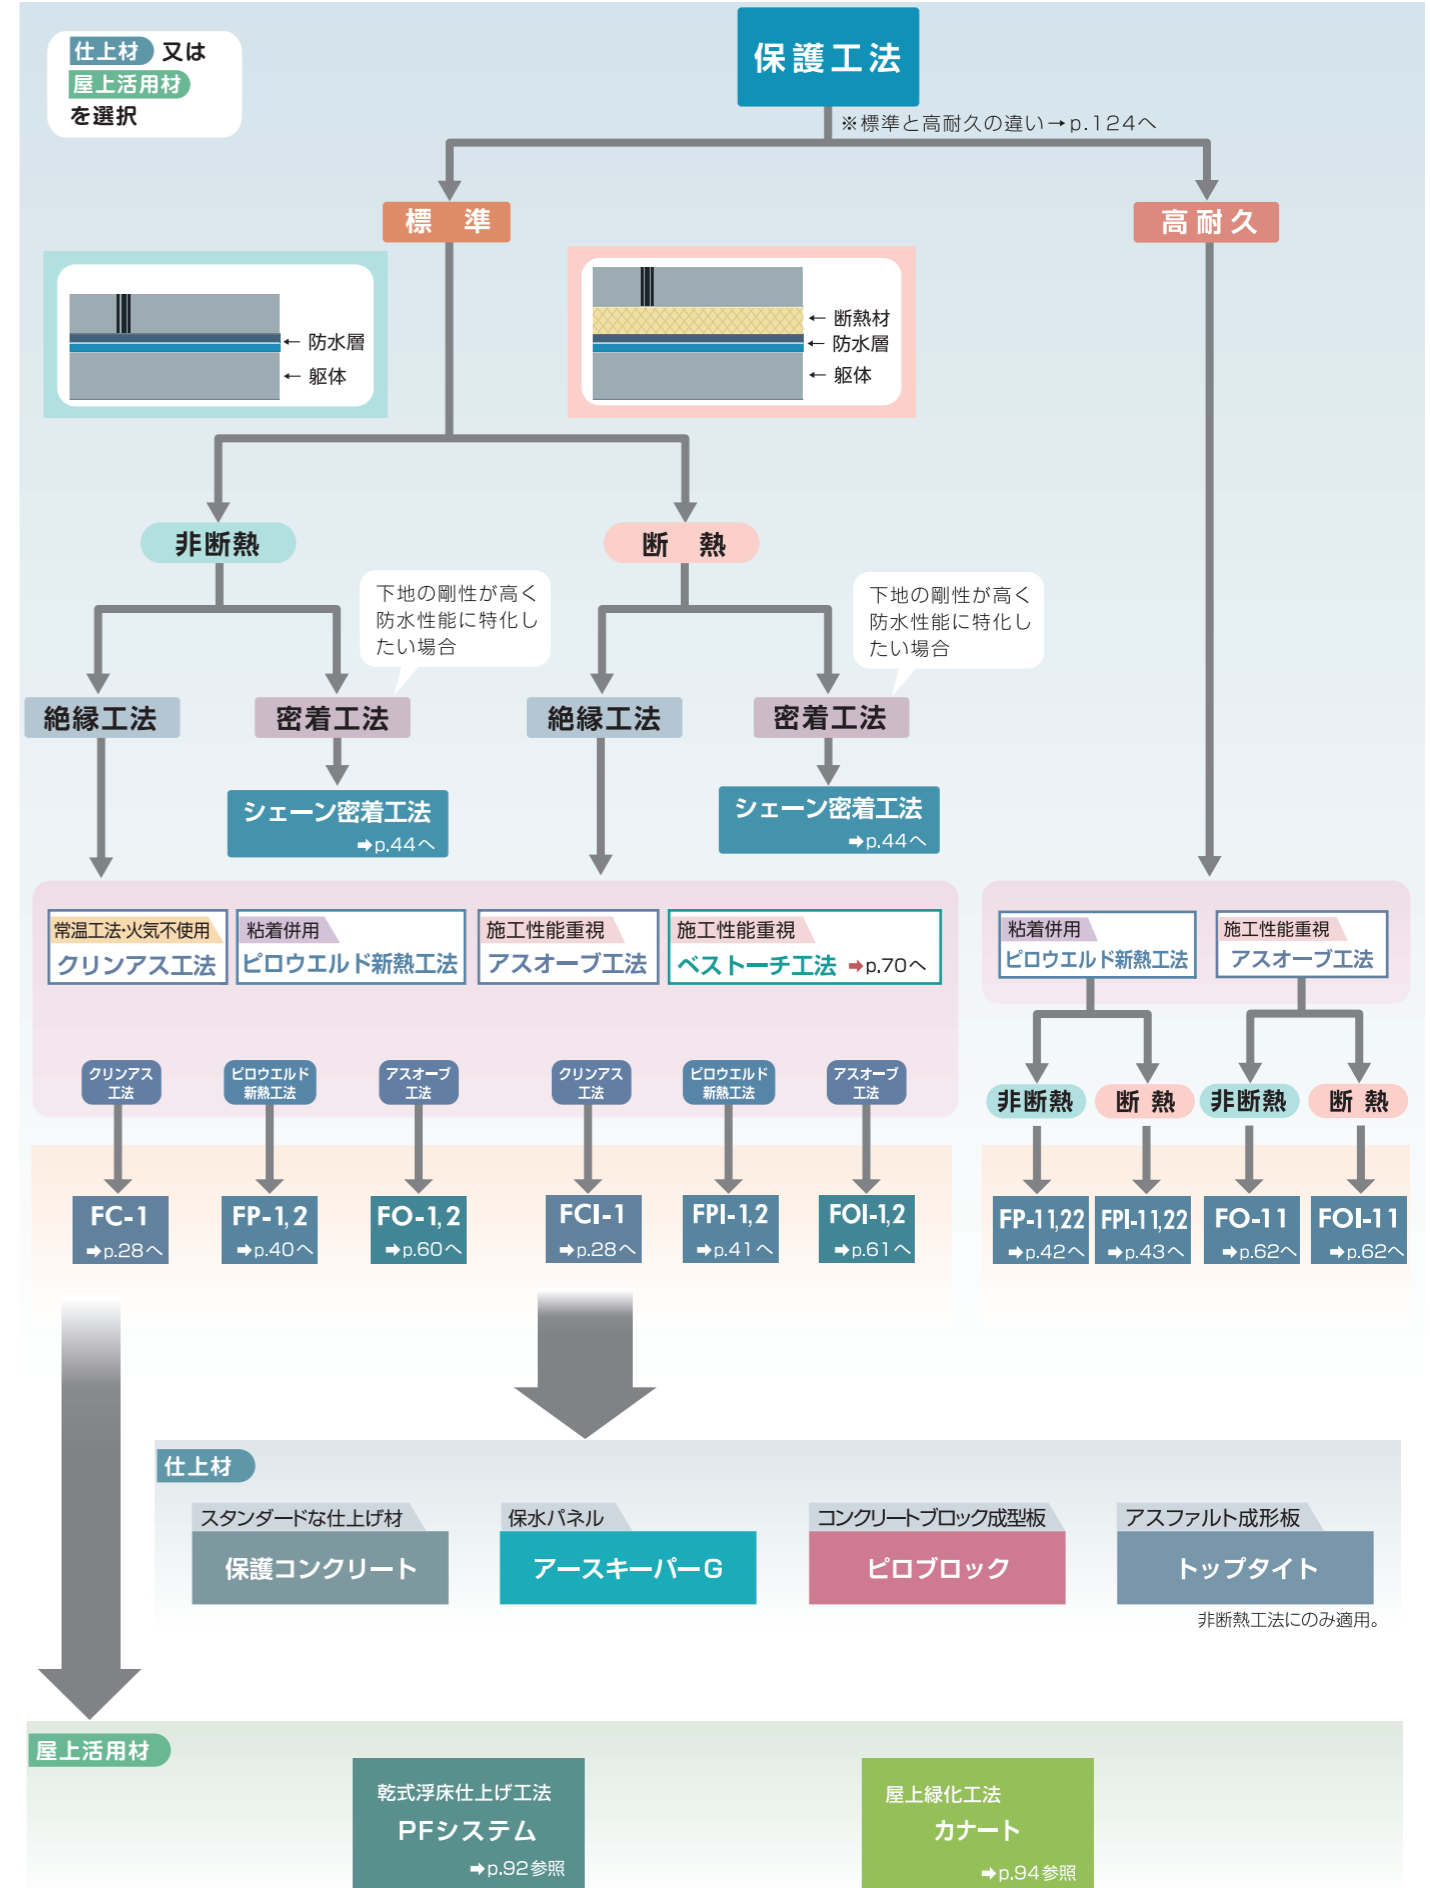 仕上材 又は
屋上活用材
を選択
保護工法
※標準と高耐久の違い→p.124へ
標 準
高耐久
← 防水層
← 躯体
← 断熱材
← 防水層
← 躯体
非断熱
断 熱
下地の剛性が高く
防水性能に特化し
たい場合
下地の剛性が高く
防水性能に特化し
たい場合
絶縁工法
密着工法
絶縁工法
密着工法
シェーン密着工法
➡p.44へ
シェーン密着工法
➡p.44へ
常温工法・火気不使用
クリンアス工法
粘着併用
ピロウエルド新熱工法
施工性能重視
アスオーブ工法
施工性能重視
ベストーチ工法 ➡p.70へ
粘着併用
ピロウエルド新熱工法
施工性能重視
アスオーブ工法
クリンアス
工法
ピロウエルド
新熱工法
アスオーブ
工法
クリンアス
工法
ピロウエルド
新熱工法
アスオーブ
工法
非断熱
断 熱
非断熱
断 熱
FC-1
➡p.28へ
FP-1,2
➡p.40へ
FO-1,2
➡p.60へ
FCI-1
➡p.28へ
FPI-1,2
➡p.41へ
FOI-1,2
➡p.61へ
FP-11,22
➡p.42へ
FPI-11,22
➡p.43へ
FO-11
➡p.62へ
FOI-11
➡p.62へ
仕上材
スタンダードな仕上げ材
保護コンクリート
保水パネル
アースキーパーG
コンクリートブロック成型板
ピロブロック
アスファルト成形板
トップタイト
非断熱工法にのみ適用。
屋上活用材
乾式浮床仕上げ工法
PFシステム
➡p.92参照
屋上緑化工法
カナート
➡p.94参照